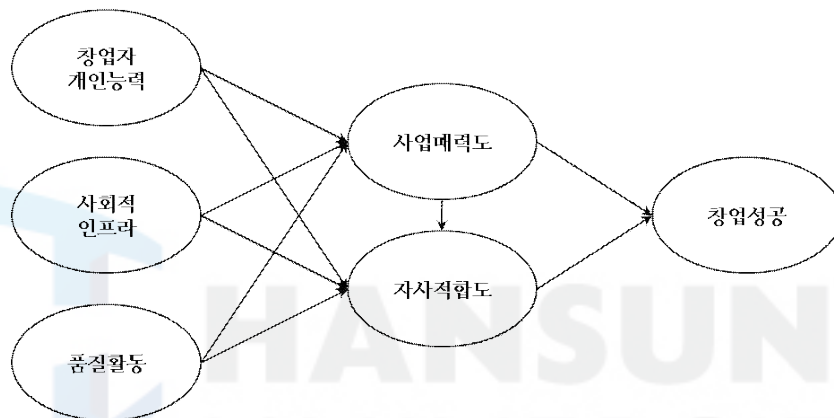 창업자
개인능력
사업매력도
사회적
인프라
창업성공
자사적합도
품질활동
HANSUN